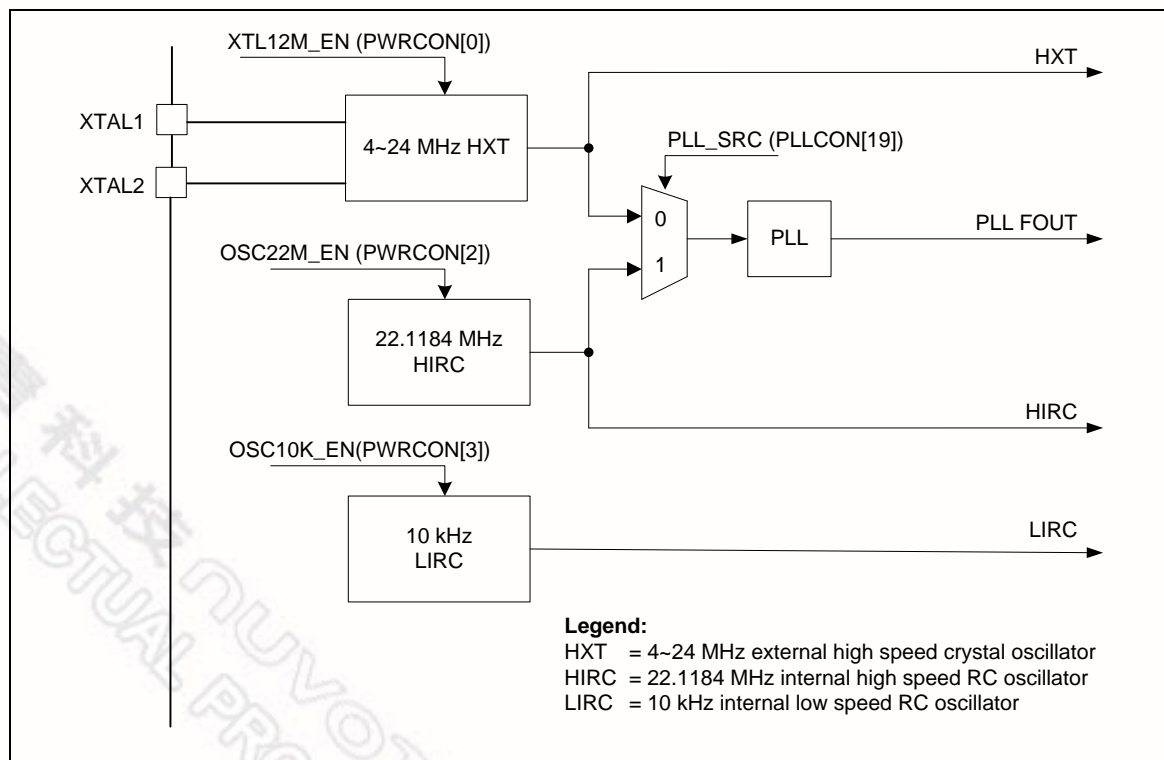 XTL12M_EN (PWRCON[0])
HXT
XTAL1
4~24 MHz HXT
PLL_SRC (PLLCON[19])
XTAL2
0
PLL
PLL FOUT
OSC22M_EN (PWRCON[2])
1
22.1184 MHz
HIRC
HIRC
OSC10K_EN(PWRCON[3])
10 kHz
LIRC
LIRC
Legend:
HXT = 4~24 MHz external high speed crystal oscillator
HIRC = 22.1184 MHz internal high speed RC oscillator
LIRC = 10 kHz internal low speed RC oscillator
科技 nuvoT